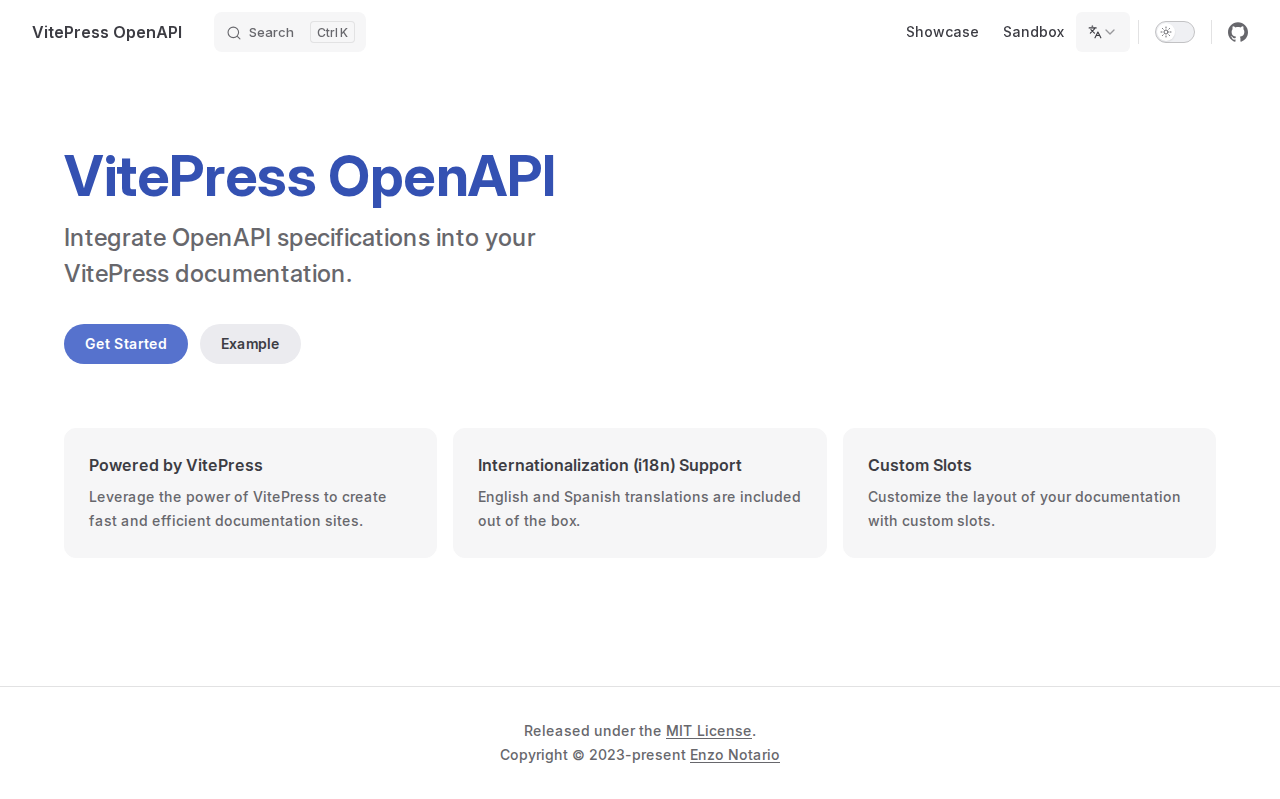 VitePress OpenAPI
Search
Ctrl K
Showcase
Sandbox
VitePress OpenAPI
Integrate OpenAPI specifications into your
VitePress documentation.
Get Started
Example
Powered by VitePress
Leverage the power of VitePress to create
fast and efficient documentation sites.
Internationalization (i18n) Support
English and Spanish translations are included
out of the box.
Custom Slots
Customize the layout of your documentation
with custom slots.
Released under the MIT License.
Copyright © 2023-present Enzo Notario